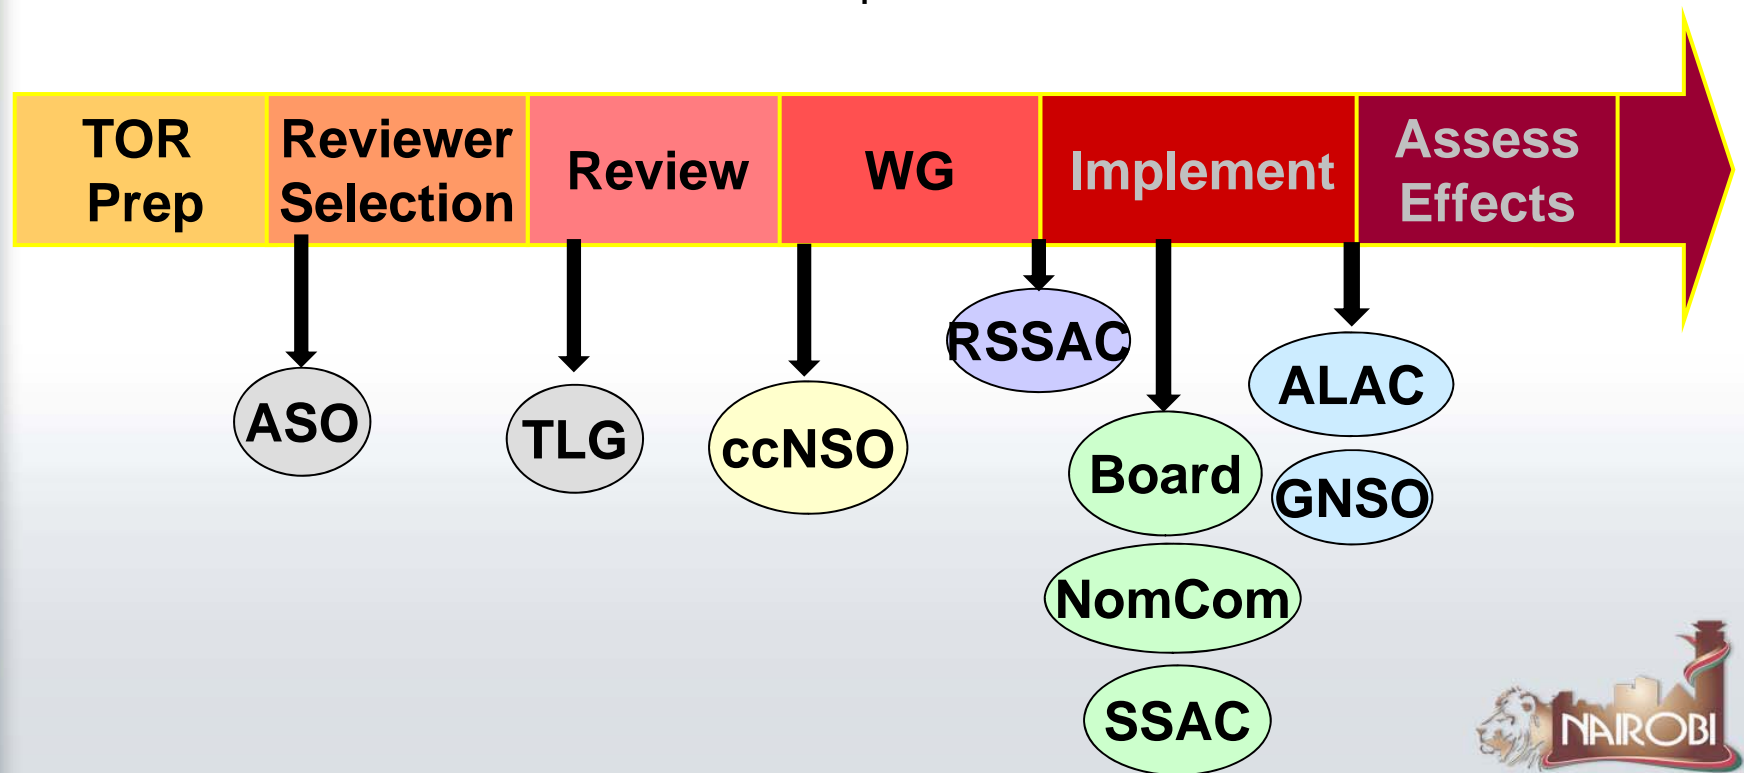 TOR
Prep
Reviewer
Selection
Review
WG
Implement
Assess
Effects
ASO
TLG
ccNSO
RSSAC
Board
NomCom
SSAC
ALAC
GNSO
NAIROBI